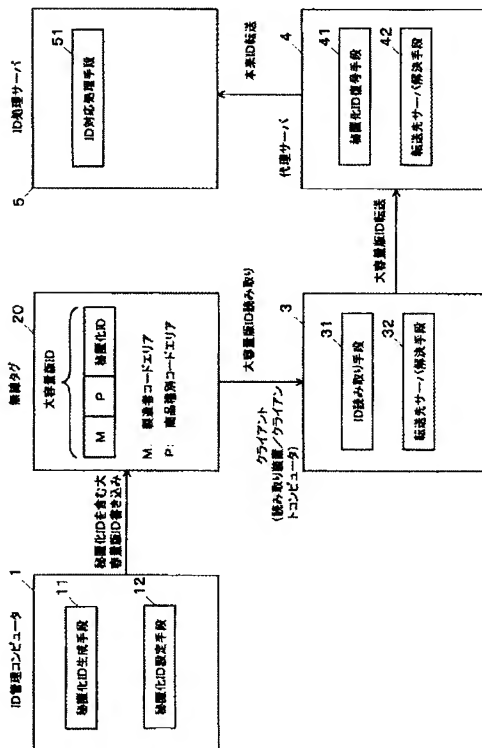 ID管理コンピュータ
1
秘匿化ID生成手段
11
秘匿化ID設定手段
12
秘匿化IDを含む大
容量版ID書き込み
無線タグ
20
大容量版ID
M
P
秘匿化ID
M: 製造者コードエリア
P: 商品種別コードエリア
大容量版ID読み取り
クライアント
(読み取り装置/クライアン
トコンピュータ)
3
ID読み取り手段
31
転送先サーバ解決手段
32
大容量版ID転送
代理サーバ
4
秘匿化ID復号手段
41
転送先サーバ解決手段
42
本来ID転送
ID処理サーバ
5
ID対応処理手段
51